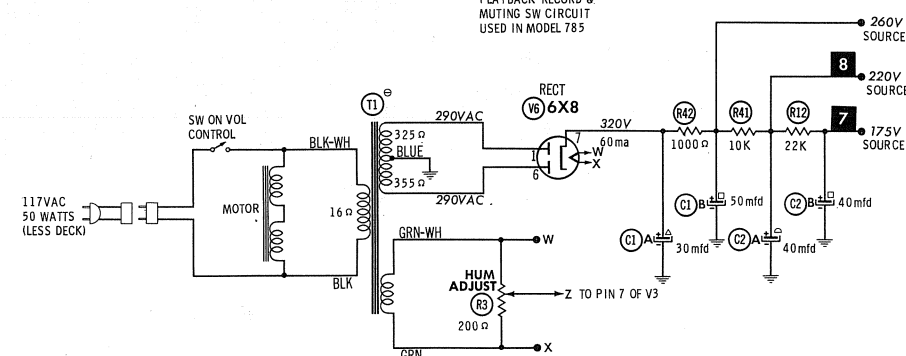 PLAYBACK-RECORD &
MUTING SW CIRCUIT
USED IN MODEL 785
260V
SOURCE
8
220V
SOURCE
7
175V
SOURCE
RECT
V6 6X8
T1
SW ON VOL
CONTROL
BLK-WH
290VAC
325Ω
BLUE
355Ω
290VAC
1
6
7
W
X
320V
60ma
R42
1000Ω
R41
10K
R12
22K
117VAC
50 WATTS
(LESS DECK)
MOTOR
16Ω
BLK
C1 A
30mfd
C1 B
50mfd
C2 A
40mfd
C2 B
40mfd
GRN-WH
W
HUM
ADJUST
R3
200Ω
Z TO PIN 7 OF V3
GRN
X